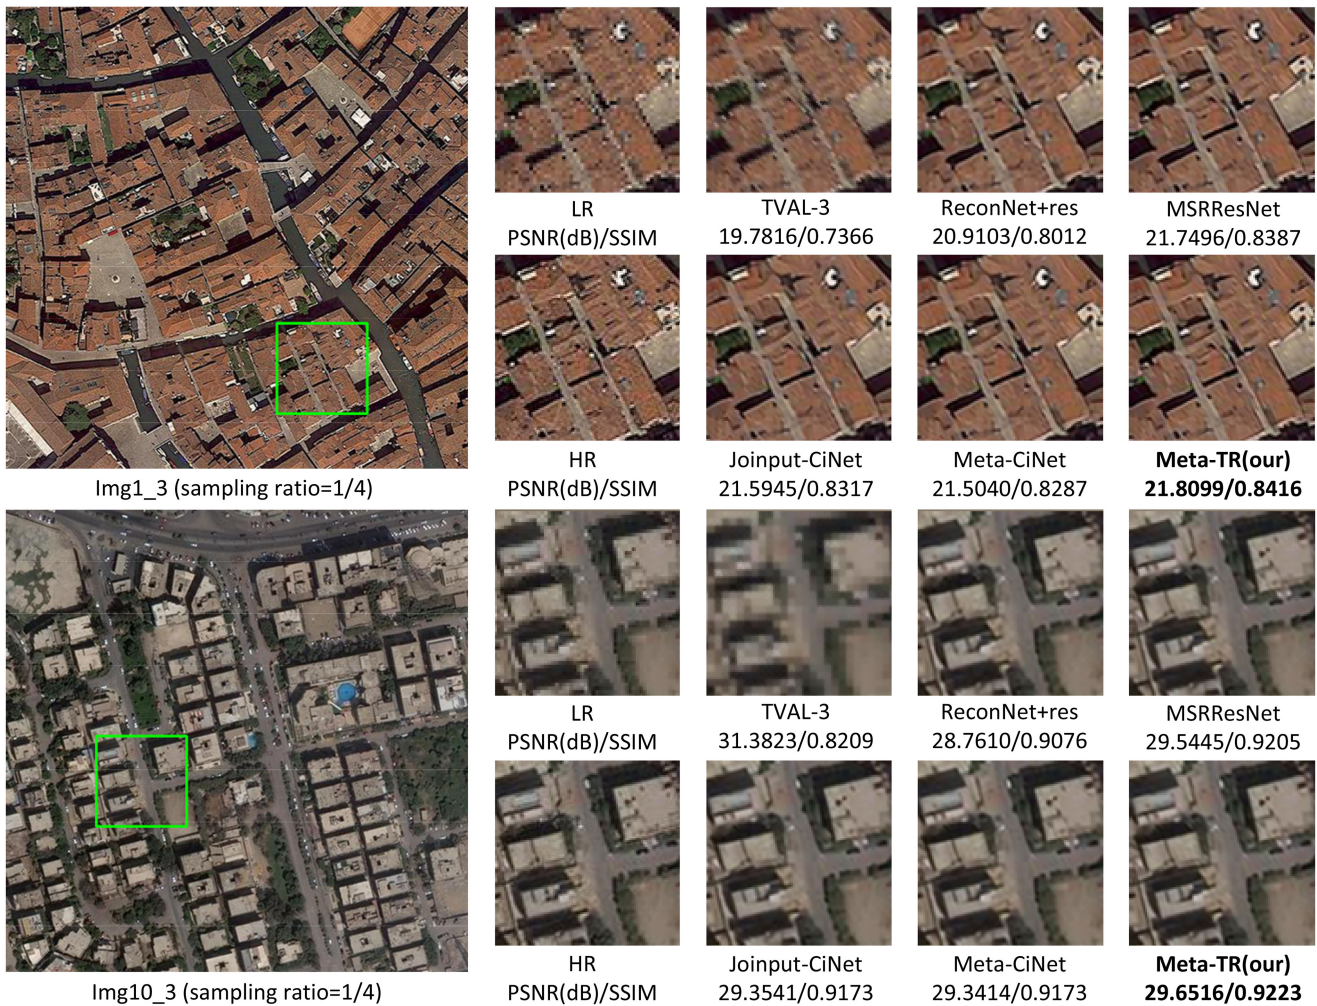 LR
PSNR(dB)/SSIM
TVAL-3
19.7816/0.7366
ReconNet+res
20.9103/0.8012
MSRResNet
21.7496/0.8387
HR
PSNR(dB)/SSIM
Joinput-CiNet
21.5945/0.8317
Meta-CiNet
21.5040/0.8287
Meta-TR(our)
21.8099/0.8416
Img1_3 (sampling ratio=1/4)
LR
PSNR(dB)/SSIM
TVAL-3
31.3823/0.8209
ReconNet+res
28.7610/0.9076
MSRResNet
29.5445/0.9205
HR
PSNR(dB)/SSIM
Joinput-CiNet
29.3541/0.9173
Meta-CiNet
29.3414/0.9173
Meta-TR(our)
29.6516/0.9223
Img10_3 (sampling ratio=1/4)